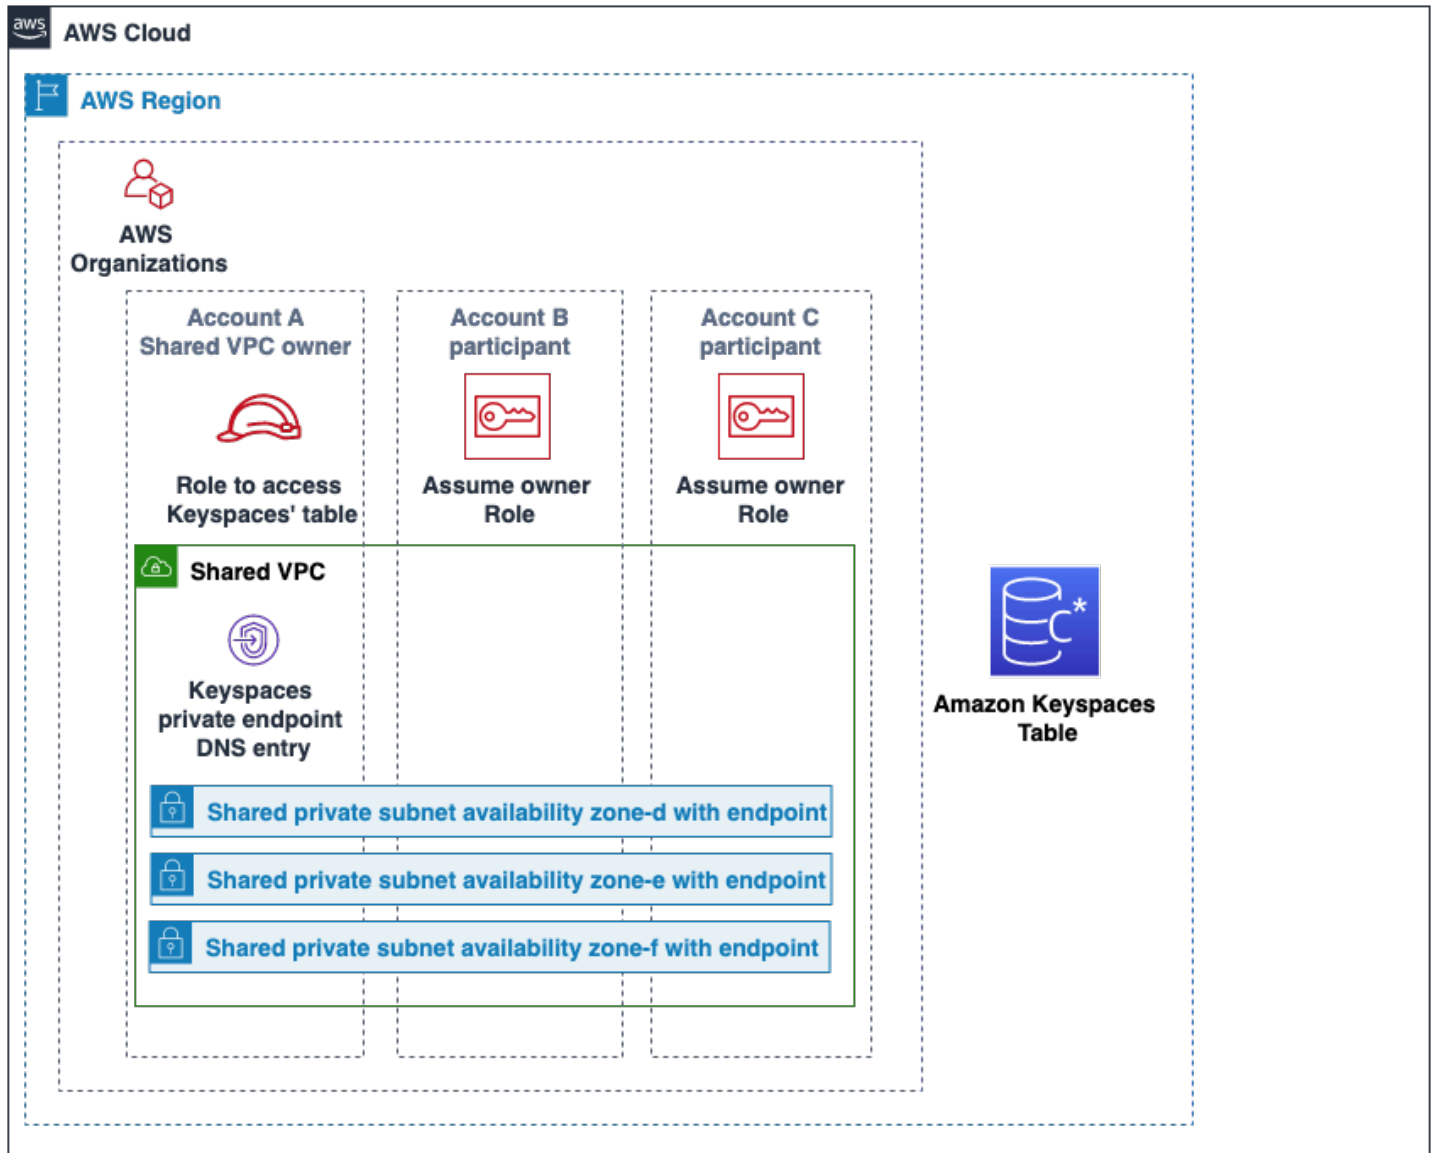 aws
AWS Cloud
AWS Region
AWS
Organizations
Account A
Shared VPC owner
Account B
participant
Account C
participant
Role to access
Keyspaces' table
Assume owner
Role
Assume owner
Role
Shared VPC
Keyspaces
private endpoint
DNS entry
C*
Amazon Keyspaces
Table
Shared private subnet availability zone-d with endpoint
Shared private subnet availability zone-e with endpoint
Shared private subnet availability zone-f with endpoint